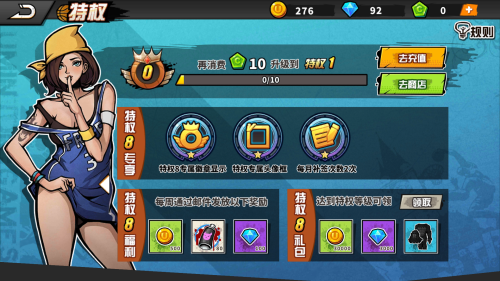 特权
276
92
0
规则
0
再消费 10 升级到 特权1
0/10
去充值
去商店
特权8专享
特权8专属徽章显示
特权专属头像框
每月补签次数2次
特权8福利
每周通过邮件发放以下奖励
500
特权8礼包
达到特权等级可领
领取
10000